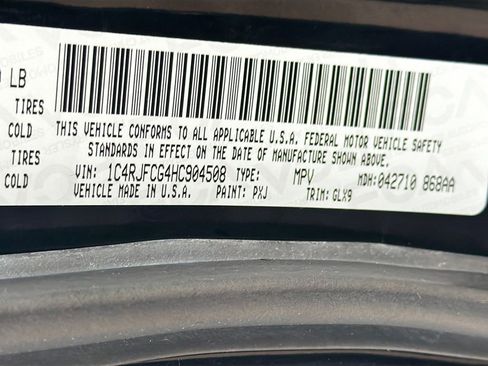 LB
TIRES
COLD
TIRES
COLD
THIS VEHICLE CONFORMS TO ALL APPLICABLE U.S.A. FEDERAL MOTOR VEHICLE SAFETY
STANDARDS IN EFFECT ON THE DATE OF MANUFACTURE SHOWN ABOVE.
VIN: 1C4RJFCG4HC904508 TYPE: MPV MDH: 042710 868AA
VEHICLE MADE IN U.S.A. PAINT: PXJ TRIM: GLX9